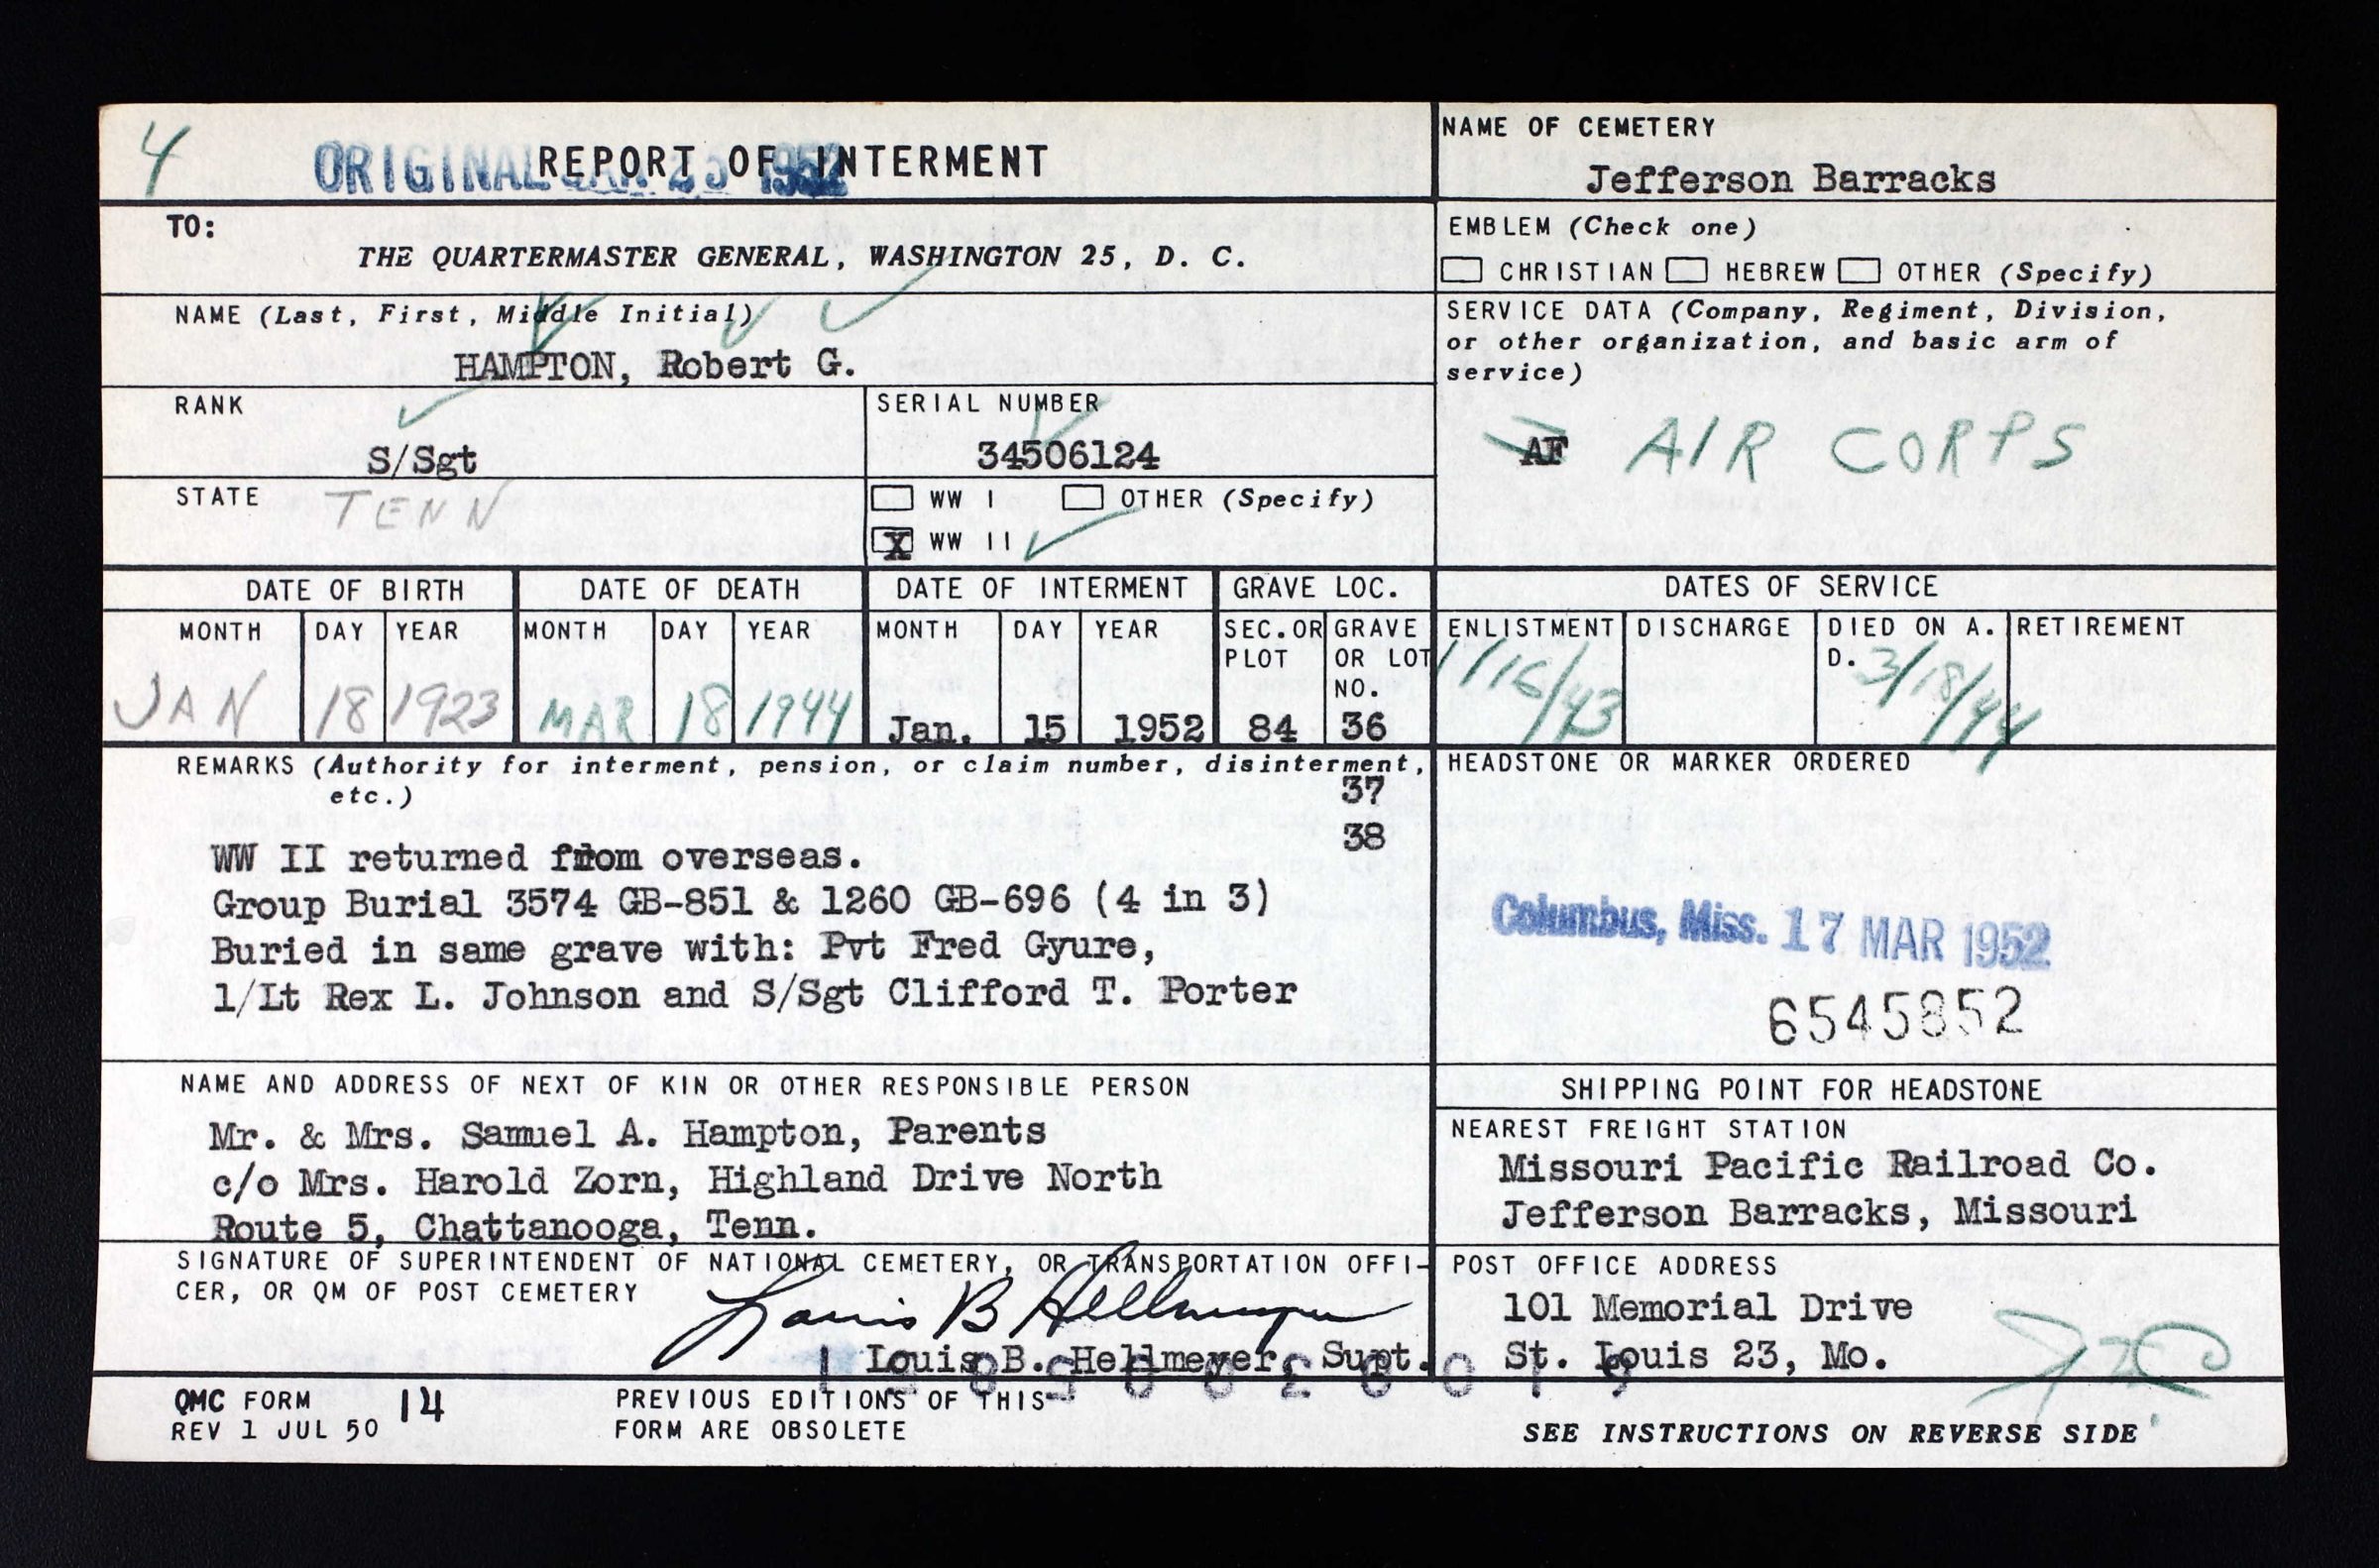 4
ORIGINAL REPORT OF INTERMENT
25 1952
NAME OF CEMETERY
Jefferson Barracks
TO:
THE QUARTERMASTER GENERAL, WASHINGTON 25, D. C.
EMBLEM (Check one)
CHRISTIAN HEBREW OTHER (Specify)
NAME (Last, First, Middle Initial)
HAMPTON, Robert G.
SERVICE DATA (Company, Regiment, Division,
or other organization, and basic arm of
service)
AF AIR CORPS
RANK
S/Sgt
SERIAL NUMBER
34506124
STATE TENN
WW I OTHER (Specify)
X WW II
DATE OF BIRTH DATE OF DEATH DATE OF INTERMENT GRAVE LOC. DATES OF SERVICE
MONTH DAY YEAR MONTH DAY YEAR MONTH DAY YEAR SEC. OR PLOT GRAVE OR LOT NO. ENLISTMENT DISCHARGE DIED ON A. D. RETIREMENT
JAN 18 1923 MAR 18 1944 Jan. 15 1952 84 36 1/16/43 3/18/44
REMARKS (Authority for interment, pension, or claim number, disinterment,
etc.)
37
38
WW II returned from overseas.
Group Burial 3574 GB-851 & 1260 GB-696 (4 in 3)
Buried in same grave with: Pvt Fred Gyure,
1/Lt Rex L. Johnson and S/Sgt Clifford T. Porter
HEADSTONE OR MARKER ORDERED
Columbus, Miss. 17 MAR 1952
6545852
NAME AND ADDRESS OF NEXT OF KIN OR OTHER RESPONSIBLE PERSON
Mr. & Mrs. Samuel A. Hampton, Parents
c/o Mrs. Harold Zorn, Highland Drive North
Route 5, Chattanooga, Tenn.
SHIPPING POINT FOR HEADSTONE
NEAREST FREIGHT STATION
Missouri Pacific Railroad Co.
Jefferson Barracks, Missouri
SIGNATURE OF SUPERINTENDENT OF NATIONAL CEMETERY, OR TRANSPORTATION OFFI-
CER, OR QM OF POST CEMETERY
Louis B Hellmeyer
Louis B. Hellmeyer, Supt.
POST OFFICE ADDRESS
101 Memorial Drive
St. Louis 23, Mo.
QMC FORM 14
REV 1 JUL 50
PREVIOUS EDITIONS OF THIS
FORM ARE OBSOLETE
SEE INSTRUCTIONS ON REVERSE SIDE